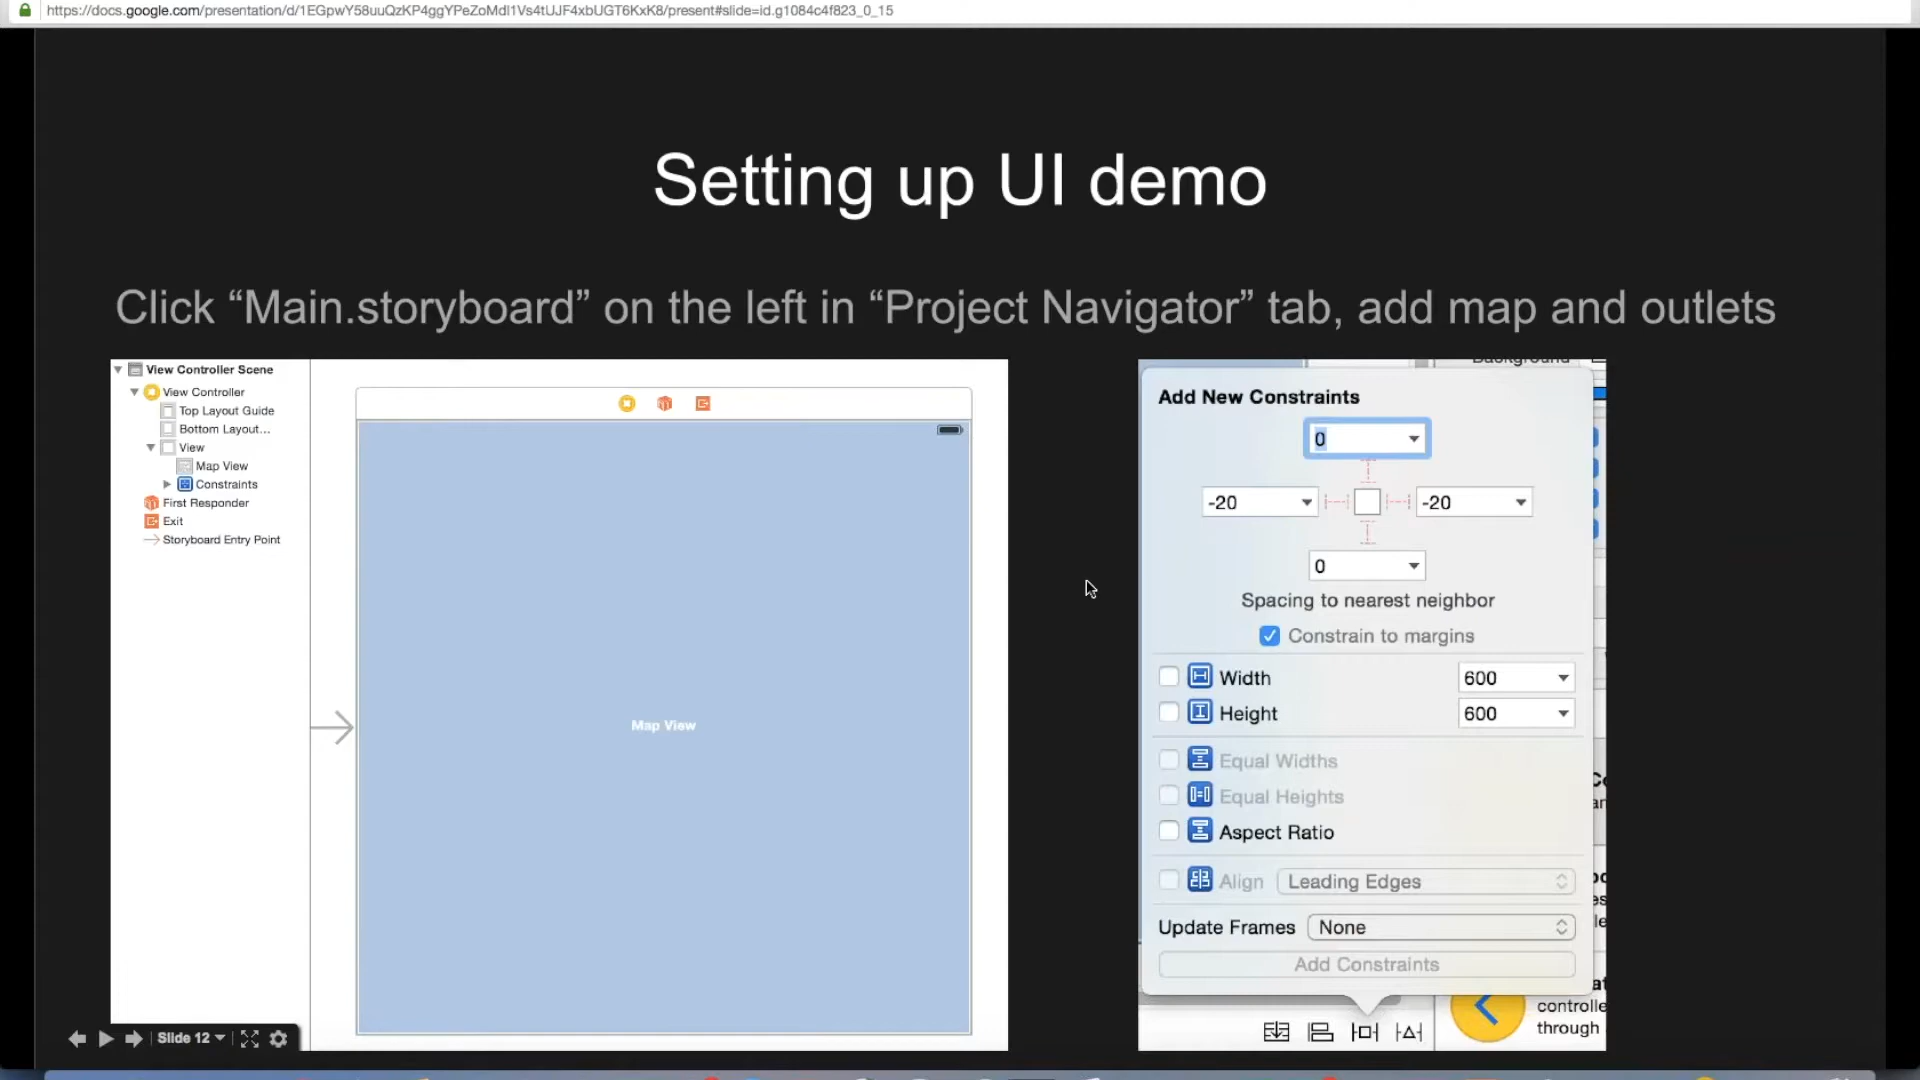 https://docs.google.com/presentation/d/1EGpwY58uuQzKP4ggYPeZoMdl1Vs4tUJF4xbUGT6KxK8/present#slide=id.g1084c4f823_0_15
Setting up UI demo
Click “Main.storyboard” on the left in “Project Navigator” tab, add map and outlets
View Controller Scene
View Controller
Top Layout Guide
Bottom Layout...
View
Map View
Constraints
First Responder
Exit
Storyboard Entry Point
Map View
Slide 12
Background
Add New Constraints
0
-20
-20
0
Spacing to nearest neighbor
Constrain to margins
Width
600
Height
600
Equal Widths
Equal Heights
Aspect Ratio
Align
Leading Edges
Update Frames
None
Add Constraints
controlle
through